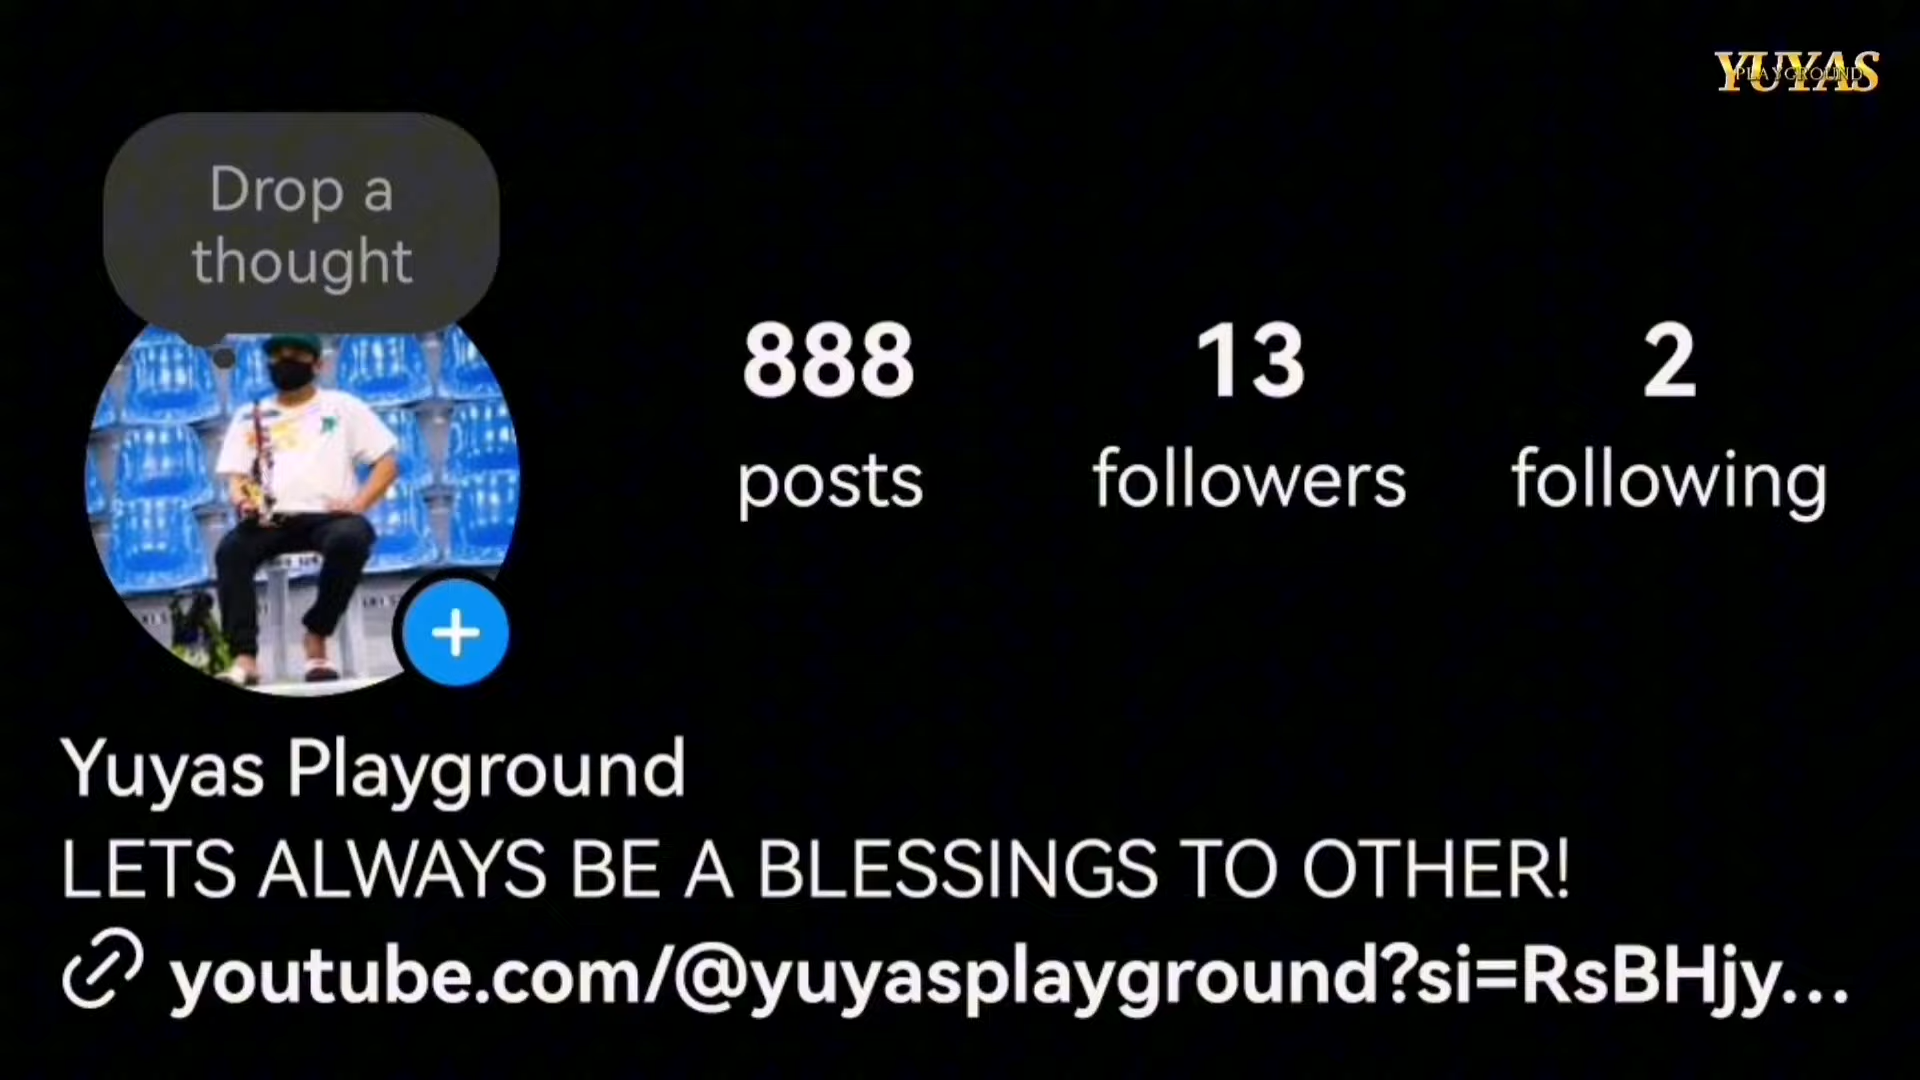 YUYAS
PLAYGROUND
Drop a
thought
888
posts
13
followers
2
following
Yuyas Playground
LETS ALWAYS BE A BLESSINGS TO OTHER!
youtube.com/@yuyasplayground?si=RsBHjy...